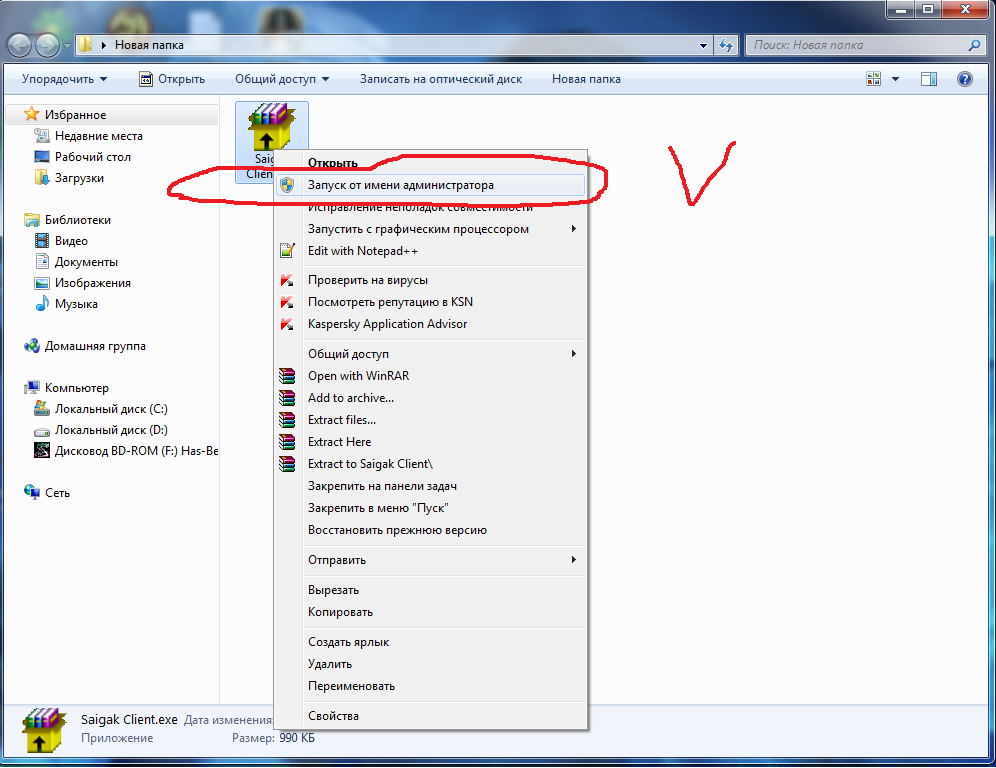 Новая папка
Поиск: Новая папка
Упорядочить
Открыть
Общий доступ
Записать на оптический диск
Новая папка
Избранное
Недавние места
Рабочий стол
Загрузки
Библиотеки
Видео
Документы
Изображения
Музыка
Домашняя группа
Компьютер
Локальный диск (C:)
Локальный диск (D:)
Дисковод BD-ROM (F:) Has-Be
Сеть
Saig
Clien
Открыть
Запуск от имени администратора
Исправление неполадок совместимости
Запустить с графическим процессором
Edit with Notepad++
Проверить на вирусы
Посмотреть репутацию в KSN
Kaspersky Application Advisor
Общий доступ
Open with WinRAR
Add to archive...
Extract files...
Extract Here
Extract to Saigak Client\
Закрепить на панели задач
Закрепить в меню "Пуск"
Восстановить прежнюю версию
Отправить
Вырезать
Копировать
Создать ярлык
Удалить
Переименовать
Свойства
Saigak Client.exe Дата изменения:
Приложение Размер: 990 КБ